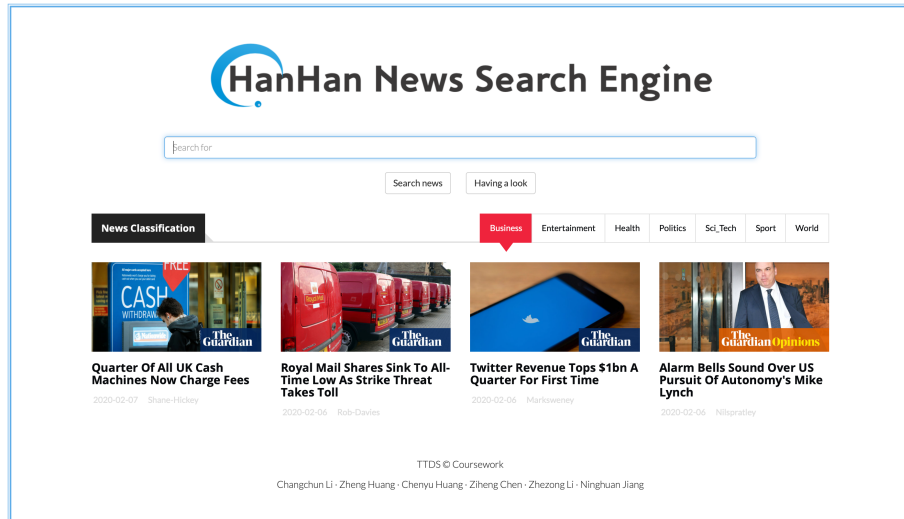 HanHan News Search Engine
Search for
Search news Having a look
News Classification Business Entertainment Health Politics Sci_Tech Sport World
FREE
CASH
WITHDRAW
The Guardian
Royal Mail
The Guardian
The Guardian
The Guardian Opinions
Quarter Of All UK Cash
Machines Now Charge Fees
2020-02-07 Shane-Hickey
Royal Mail Shares Sink To All-
Time Low As Strike Threat
Takes Toll
2020-02-06 Rob-Davies
Twitter Revenue Tops $1bn A
Quarter For First Time
2020-02-06 Marksweney
Alarm Bells Sound Over US
Pursuit Of Autonomy's Mike
Lynch
2020-02-06 Nilspratley
TTDS © Coursework
Changchun Li · Zheng Huang · Chenyu Huang · Ziheng Chen · Zhezong Li · Ninghuan Jiang